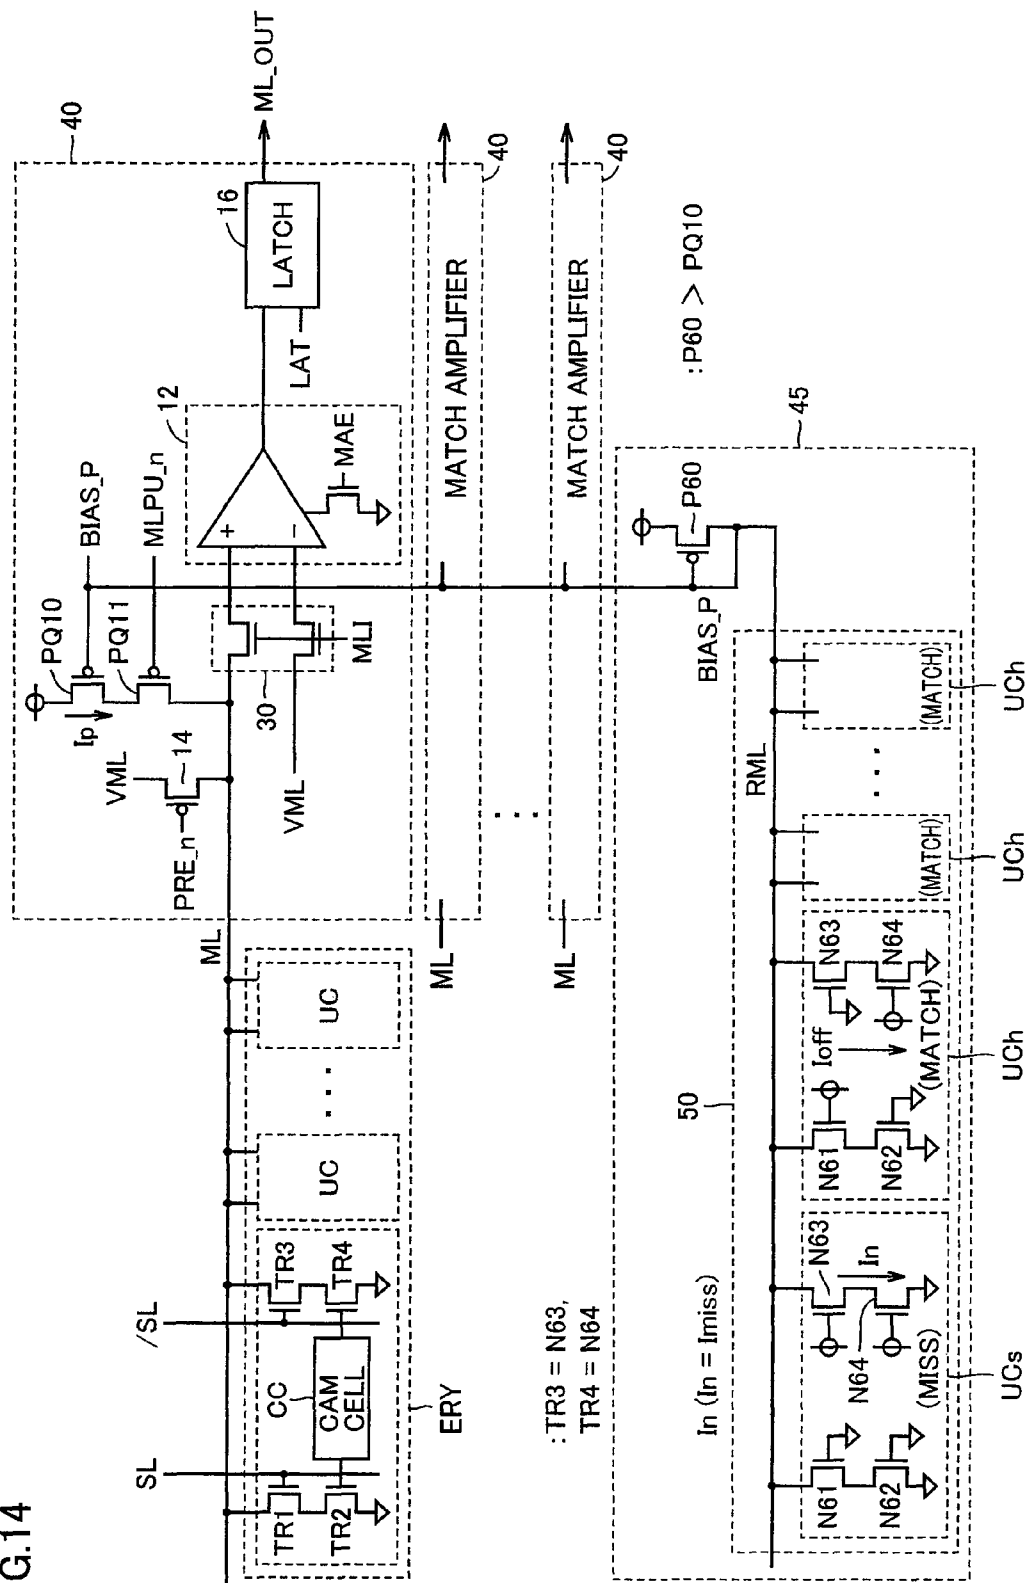 G.14
40
BIAS_P
MLPU_n
12
16
ML_OUT
PQ10
PQ11
Ip
VML
14
PRE_n
+
−
MAE
LATCH
LAT
30
MLI
VML
ML
SL
/SL
CC
TR1
TR2
CAM
CELL
TR3
TR4
UC
. . .
UC
ERY
ML
MATCH AMPLIFIER
40
ML
MATCH AMPLIFIER
40
:TR3 = N63,
TR4 = N64
:P60 > PQ10
45
P60
BIAS_P
In (In = Imiss)
50
RML
N61
N62
N63
N64
In
(MISS)
UCs
N61
N62
Ioff
N63
N64
(MATCH)
UCh
(MATCH)
UCh
. . .
(MATCH)
UCh